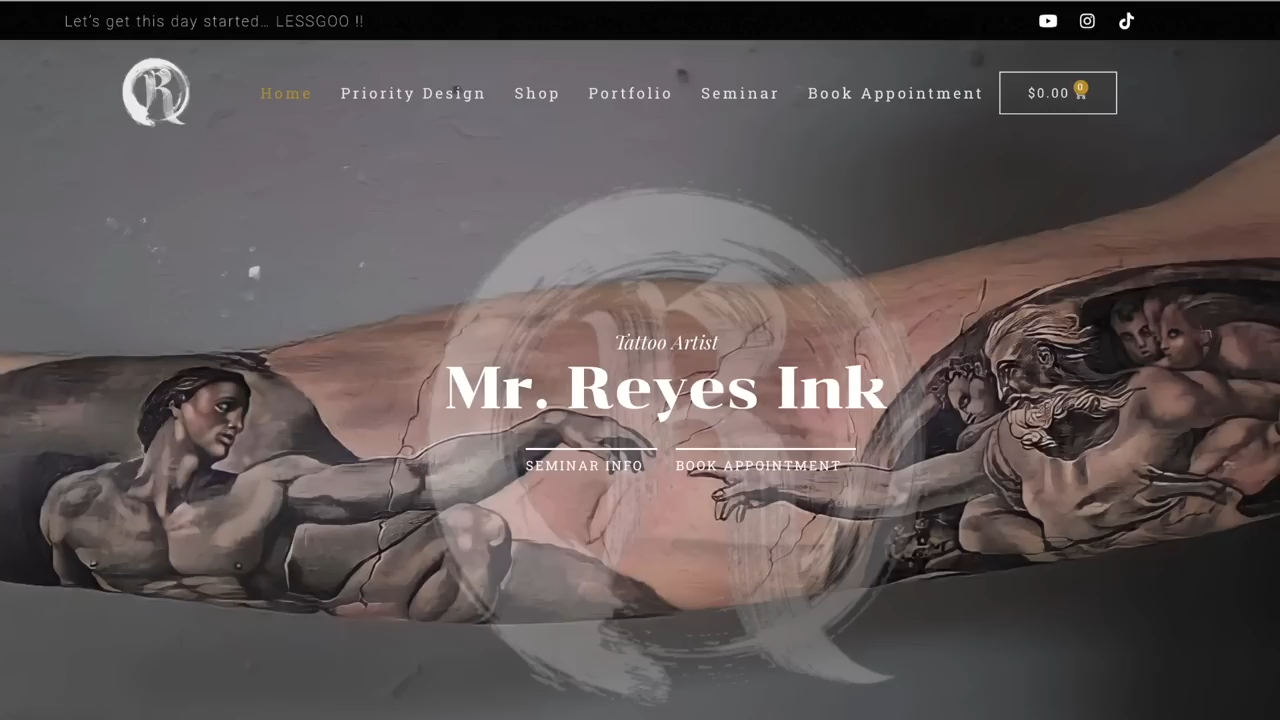 Let's get this day started... LESSGOO !!
R
Home Priority Design Shop Portfolio Seminar Book Appointment $0.00 0
Tattoo Artist
Mr. Reyes Ink
SEMINAR INFO BOOK APPOINTMENT